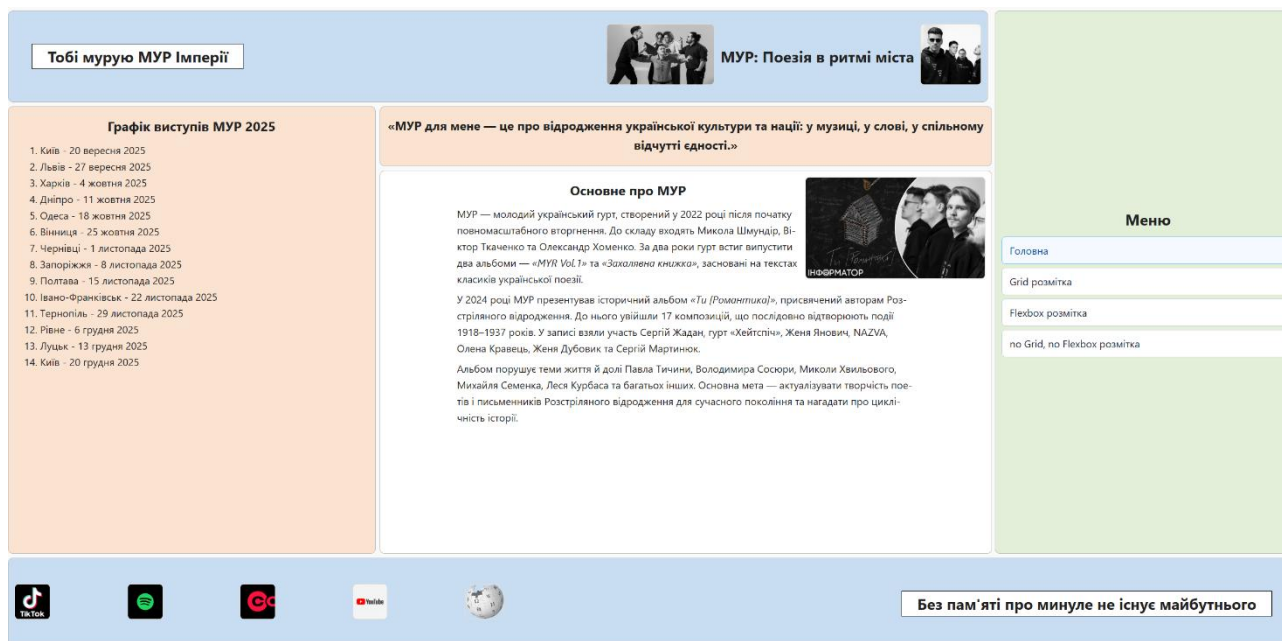 Тобі мурую МУР Імперії
МУР: Поезія в ритмі міста
Графік виступів МУР 2025
1. Київ - 20 вересня 2025
2. Львів - 27 вересня 2025
3. Харків - 4 жовтня 2025
4. Дніпро - 11 жовтня 2025
5. Одеса - 18 жовтня 2025
6. Вінниця - 25 жовтня 2025
7. Чернівці - 1 листопада 2025
8. Запоріжжя - 8 листопада 2025
9. Полтава - 15 листопада 2025
10. Івано-Франківськ - 22 листопада 2025
11. Тернопіль - 29 листопада 2025
12. Рівне - 6 грудня 2025
13. Луцьк - 13 грудня 2025
14. Київ - 20 грудня 2025
«МУР для мене — це про відродження української культури та нації: у музиці, у слові, у спільному
відчутті єдності.»
Основне про МУР
МУР — молодий український гурт, створений у 2022 році після початку
повномасштабного вторгнення. До складу входять Микола Шмундір, Ві-
ктор Ткаченко та Олександр Хоменко. За два роки гурт встиг випустити
два альбоми — «MYR Vol.1» та «Захалявна книжка», засновані на текстах
класиків української поезії.
У 2024 році МУР презентував історичний альбом «Ти [Романтика]», присвячений авторам Роз-
стріляного відродження. До нього увійшли 17 композицій, що послідовно відтворюють події
1918–1937 років. У записі взяли участь Сергій Жадан, гурт «Хейтспіч», Женя Янович, NAZVA,
Олена Кравець, Женя Дубовик та Сергій Мартинюк.
Альбом порушує теми життя й долі Павла Тичини, Володимира Сосюри, Миколи Хвильового,
Михайля Семенка, Леся Курбаса та багатьох інших. Основна мета — актуалізувати творчість пое-
тів і письменників Розстріляного відродження для сучасного покоління та нагадати про циклі-
чність історії.
ІНФОРМАТОР
Меню
Головна
Grid розмітка
Flexbox розмітка
no Grid, no Flexbox розмітка
TikTok
YouTube
Без пам'яті про минуле не існує майбутнього